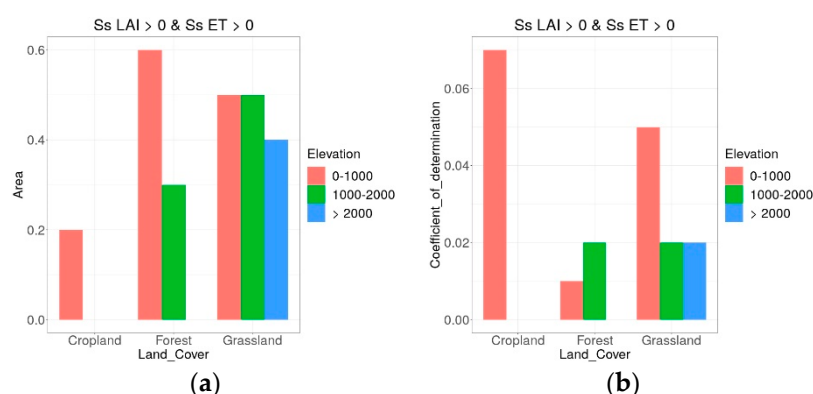 Ss LAI > 0 & Ss ET > 0
0.6
0.4
0.2
0.0
Area
Cropland Forest Grassland
Land_Cover
Elevation
0-1000
1000-2000
> 2000
(a)
Ss LAI > 0 & Ss ET > 0
0.06
0.04
0.02
0.00
Coefficient_of_determination
Cropland Forest Grassland
Land_Cover
Elevation
0-1000
1000-2000
> 2000
(b)